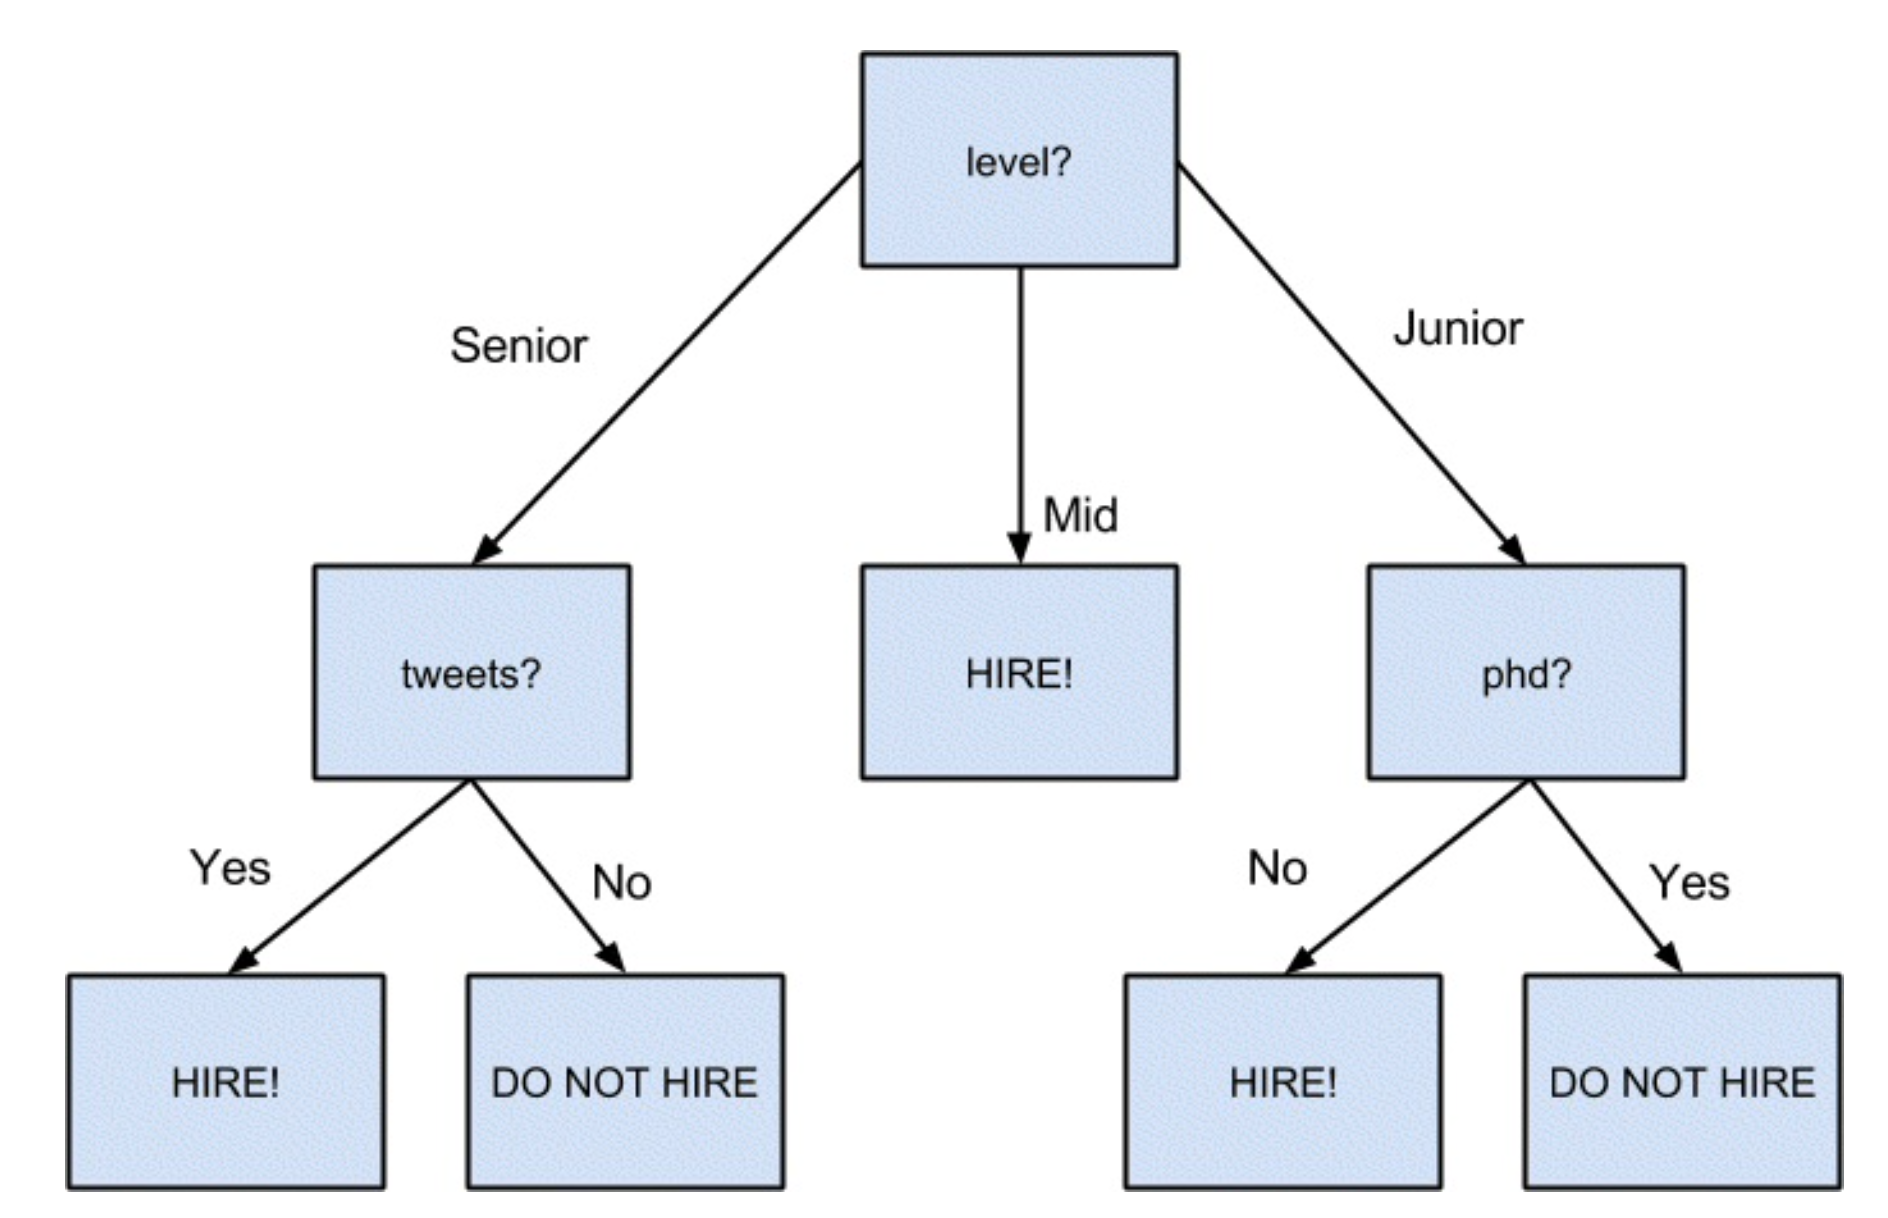 level?
Senior
Junior
Mid
tweets?
HIRE!
phd?
Yes
No
No
Yes
HIRE!
DO NOT HIRE
HIRE!
DO NOT HIRE